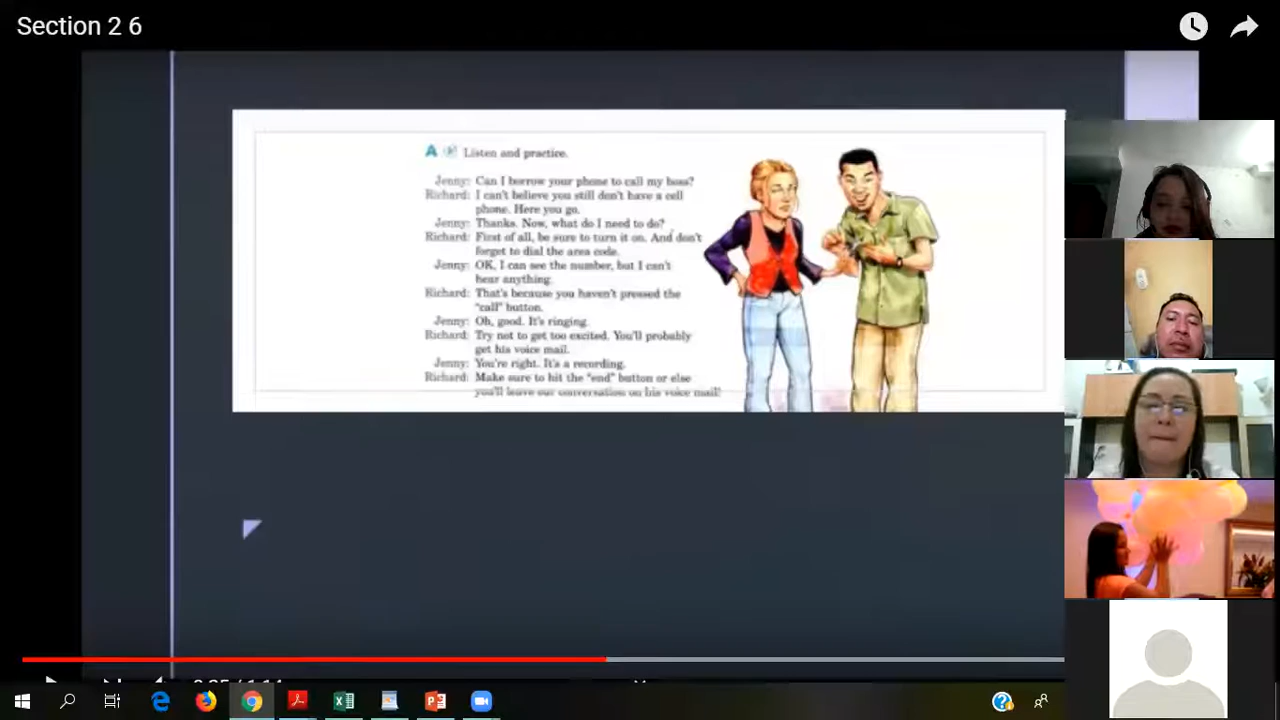 Section 2 6
A Listen and practice.
Jenny: Can I borrow your phone to call my boss?
Richard: I can't believe you still don't have a cell
phone. Here you go.
Jenny: Thanks. Now, what do I need to do?
Richard: First of all, be sure to turn it on. And don't
forget to dial the area code.
Jenny: OK, I can see the number, but I can't
hear anything.
Richard: That's because you haven't pressed the
"call" button.
Jenny: Oh, good. It's ringing.
Richard: Try not to get too excited. You'll probably
get his voice mail.
Jenny: You're right. It's a recording.
Richard: Make sure to hit the "end" button or else
you'll leave our conversation on his voice mail!